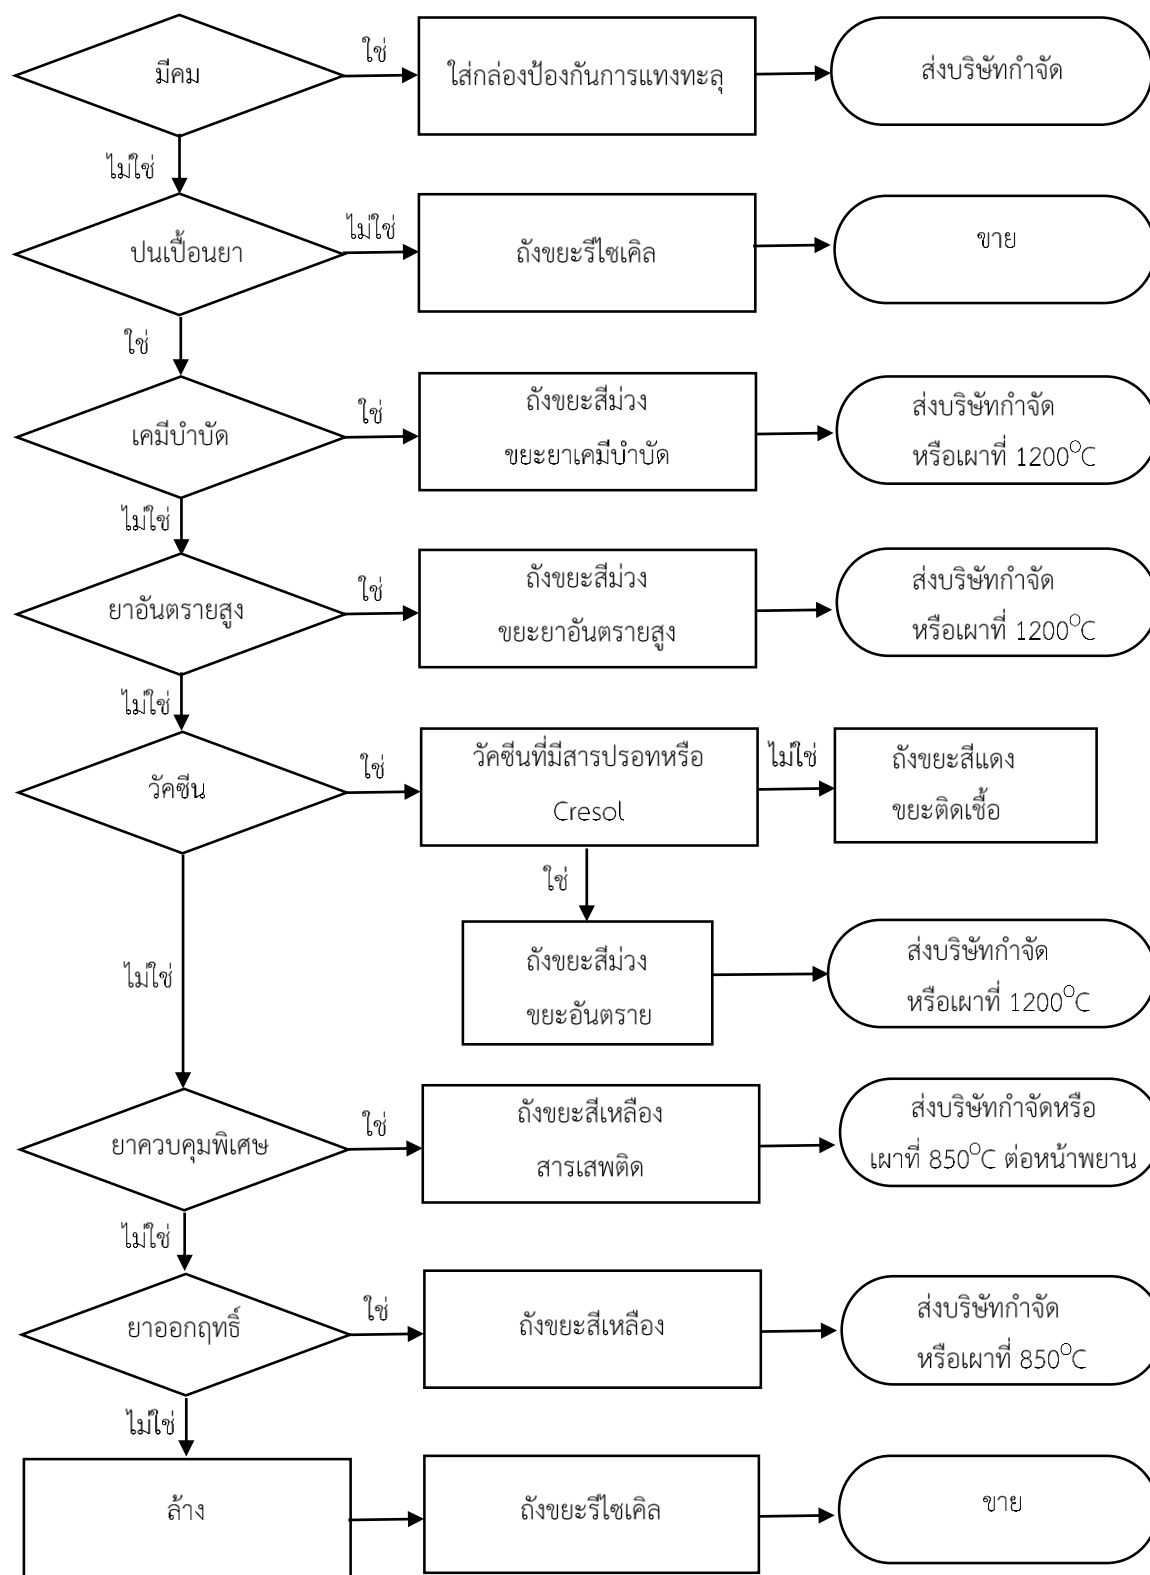 มีคม
ใช่
ใส่กล่องป้องกันการแทงทะลุ
ส่งบริษัทกำจัด
ไม่ใช่
ปนเปื้อนยา
ไม่ใช่
ถังขยะรีไซเคิล
ขาย
ใช่
เคมีบำบัด
ใช่
ถังขยะสีม่วง
ขยะยาเคมีบำบัด
ส่งบริษัทกำจัด
หรือเผาที่ 1200°C
ไม่ใช่
ยาอันตรายสูง
ใช่
ถังขยะสีม่วง
ขยะยาอันตรายสูง
ส่งบริษัทกำจัด
หรือเผาที่ 1200°C
ไม่ใช่
วัคซีน
ใช่
วัคซีนที่มีสารปรอทหรือ
Cresol
ไม่ใช่
ถังขยะสีแดง
ขยะติดเชื้อ
ใช่
ถังขยะสีม่วง
ขยะอันตราย
ส่งบริษัทกำจัด
หรือเผาที่ 1200°C
ไม่ใช่
ยาควบคุมพิเศษ
ใช่
ถังขยะสีเหลือง
สารเสพติด
ส่งบริษัทกำจัดหรือ
เผาที่ 850°C ต่อหน้าพยาน
ไม่ใช่
ยาออกฤทธิ์
ใช่
ถังขยะสีเหลือง
ส่งบริษัทกำจัด
หรือเผาที่ 850°C
ไม่ใช่
ล้าง
ถังขยะรีไซเคิล
ขาย